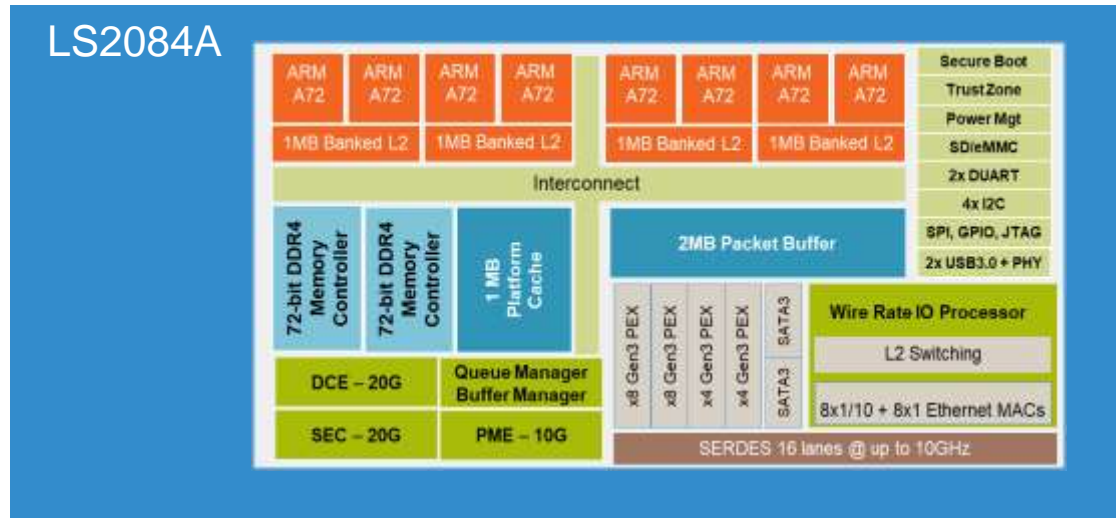 LS2084A
ARM
A72
ARM
A72
ARM
A72
ARM
A72
ARM
A72
ARM
A72
ARM
A72
ARM
A72
1MB Banked L2
1MB Banked L2
1MB Banked L2
1MB Banked L2
Interconnect
72-bit DDR4
Memory
Controller
72-bit DDR4
Memory
Controller
1 MB
Platform
Cache
2MB Packet Buffer
Secure Boot
TrustZone
Power Mgt
SD/eMMC
2x DUART
4x I2C
SPI, GPIO, JTAG
2x USB3.0 + PHY
DCE – 20G
Queue Manager
Buffer Manager
SEC – 20G
PME – 10G
x8 Gen3 PEX
x8 Gen3 PEX
x4 Gen3 PEX
x4 Gen3 PEX
SATA3
SATA3
Wire Rate IO Processor
L2 Switching
8x1/10 + 8x1 Ethernet MACs
SERDES 16 lanes @ up to 10GHz